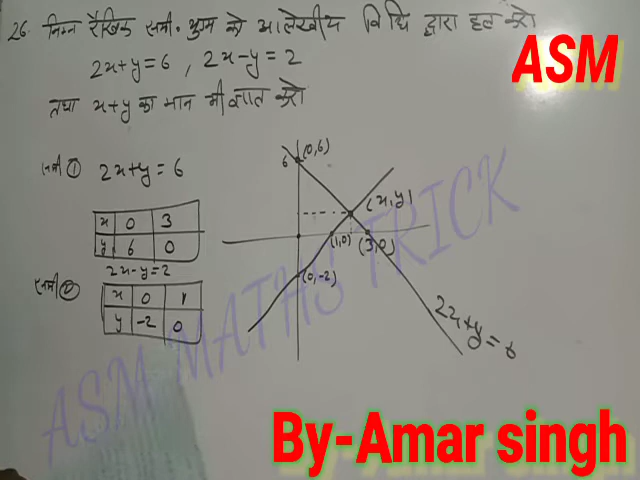 26. निम्न रैखिक समी. युग्म को आलेखीय विधि द्वारा हल करो
2x+y=6 , 2x-y=2
ASM
तथा x+y का मान भी ज्ञात करो
समी ① 2x+y=6
x 0 3
y 6 0
2x-y=2
समी ②
x 0 1
y -2 0
6 (0,6)
(x,y)
(1,0) (3,0)
(0,-2)
2x+y=6
ASM MATHS TRICK
By-Amar singh